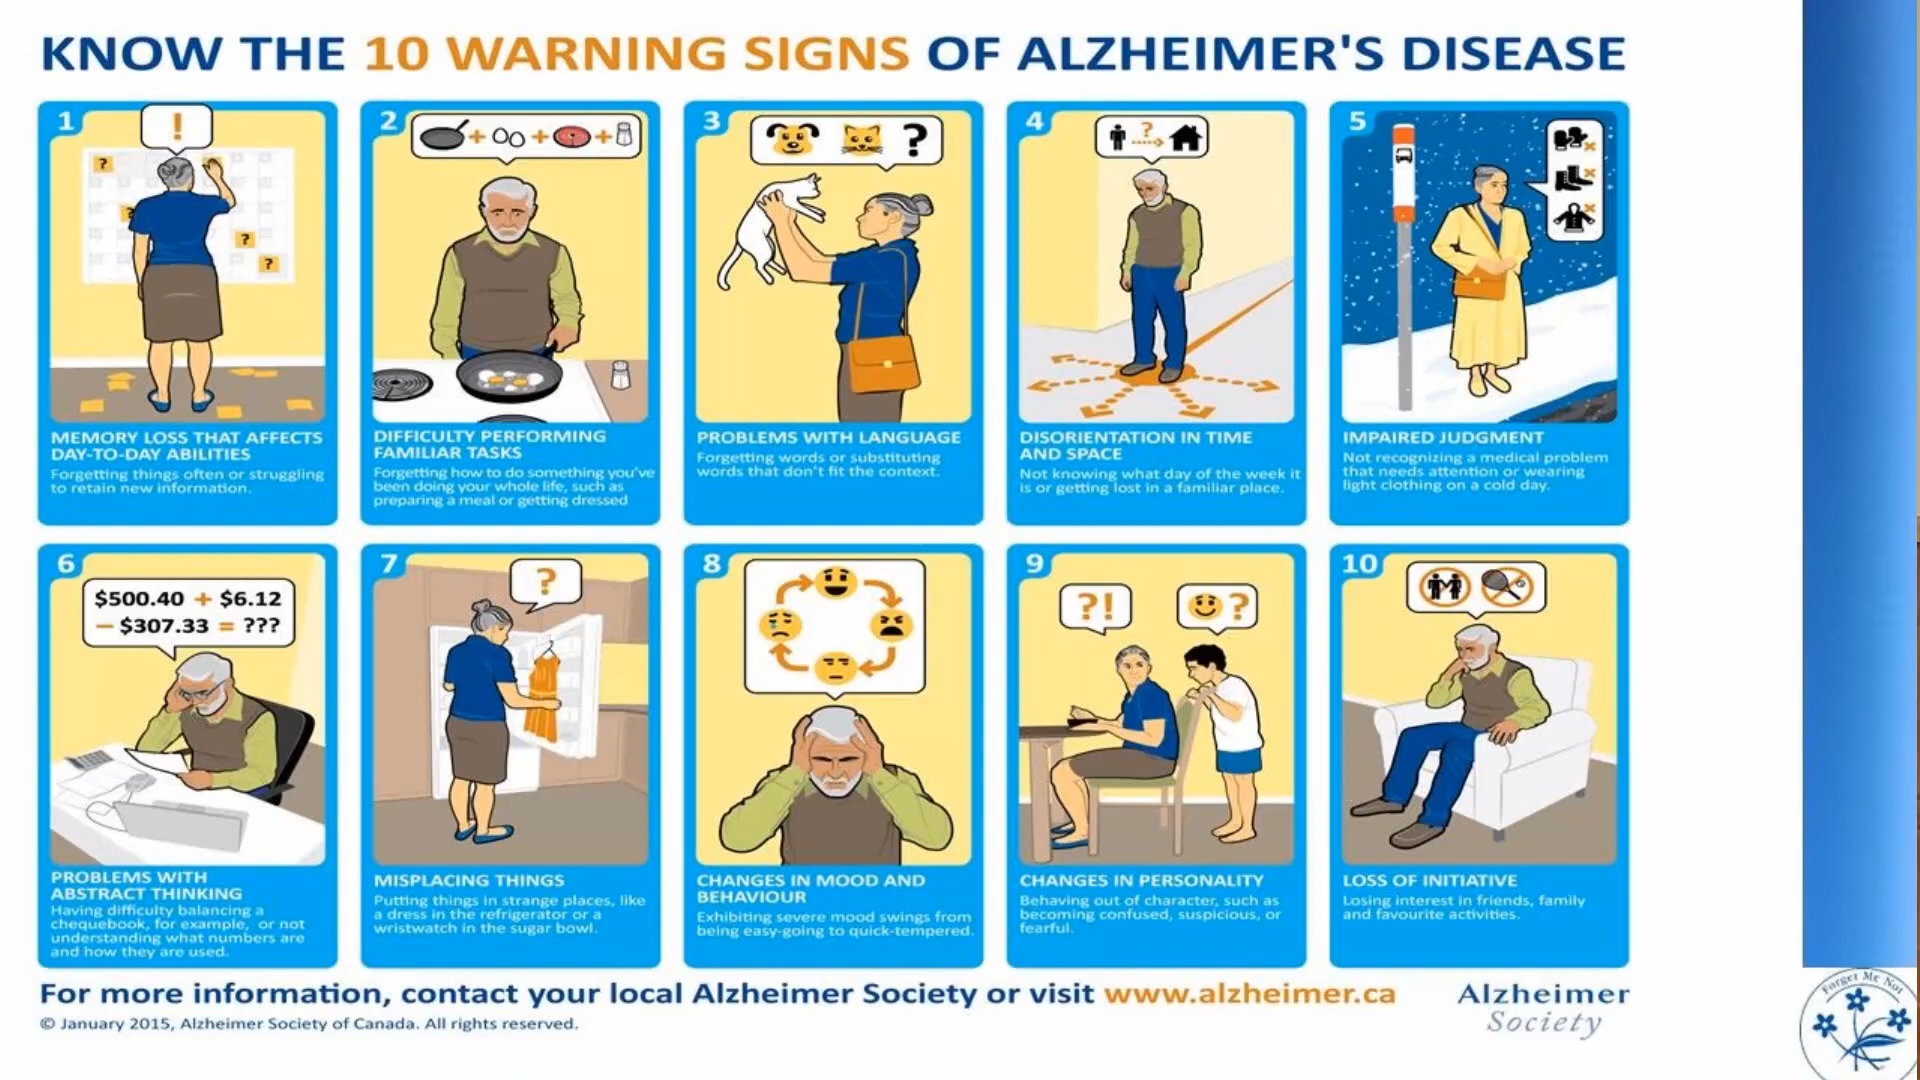 KNOW THE 10 WARNING SIGNS OF ALZHEIMER'S DISEASE
1
!
?
?
?
?
MEMORY LOSS THAT AFFECTS
DAY-TO-DAY ABILITIES
Forgetting things often or struggling
to retain new information.
2
+ + +
DIFFICULTY PERFORMING
FAMILIAR TASKS
Forgetting how to do something you've
been doing your whole life, such as
preparing a meal or getting dressed
3
?
PROBLEMS WITH LANGUAGE
Forgetting words or substituting
words that don't fit the context.
4
?
DISORIENTATION IN TIME
AND SPACE
Not knowing what day of the week it
is or getting lost in a familiar place.
5
IMPAIRED JUDGMENT
Not recognizing a medical problem
that needs attention or wearing
light clothing on a cold day.
6
$500.40 + $6.12
− $307.33 = ???
PROBLEMS WITH
ABSTRACT THINKING
Having difficulty balancing a
chequebook, for example, or not
understanding what numbers are
and how they are used.
7
?
MISPLACING THINGS
Putting things in strange places, like
a dress in the refrigerator or a
wristwatch in the sugar bowl.
8
CHANGES IN MOOD AND
BEHAVIOUR
Exhibiting severe mood swings from
being easy-going to quick-tempered.
9
?!
?
CHANGES IN PERSONALITY
Behaving out of character, such as
becoming confused, suspicious, or
fearful.
10
LOSS OF INITIATIVE
Losing interest in friends, family
and favourite activities.
For more information, contact your local Alzheimer Society or visit www.alzheimer.ca
© January 2015, Alzheimer Society of Canada. All rights reserved.
Alzheimer
Society
Forget Me Not